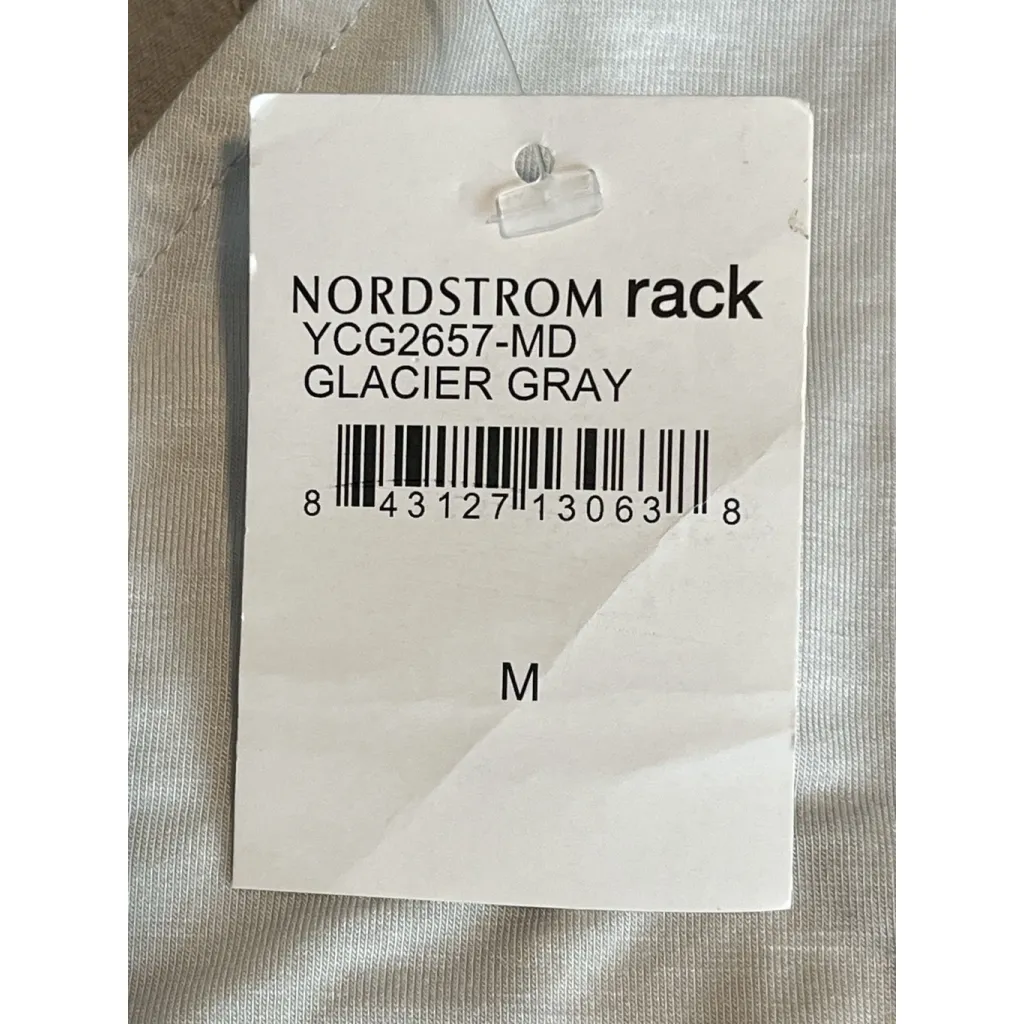 NORDSTROM rack
YCG2657-MD
GLACIER GRAY
8 43127 13063 8
M